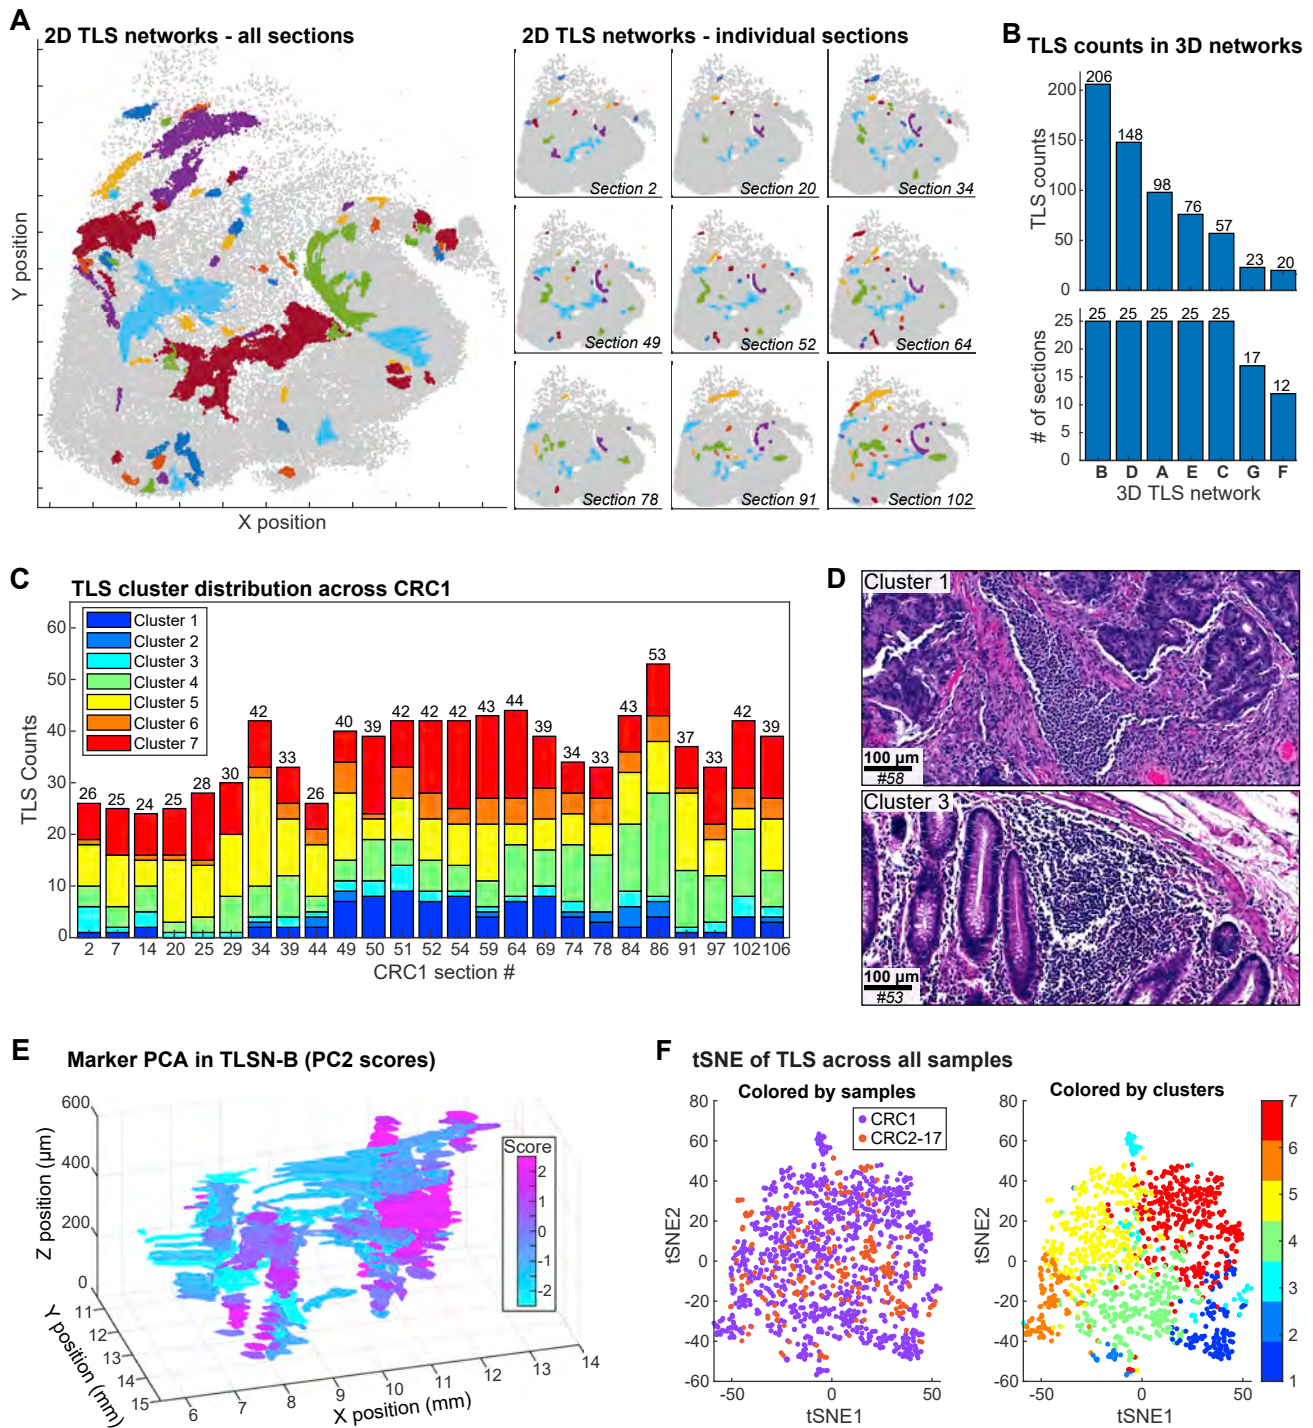 A
2D TLS networks - all sections
Y position
X position
2D TLS networks - individual sections
Section 2
Section 20
Section 34
Section 49
Section 52
Section 64
Section 78
Section 91
Section 102
B TLS counts in 3D networks
TLS counts
200
150
100
50
0
206
148
98
76
57
23
20
# of sections
25
20
15
10
5
0
25 25 25 25 25 17 12
B D A E C G F
3D TLS network
C
TLS cluster distribution across CRC1
TLS Counts
60
40
20
0
Cluster 1
Cluster 2
Cluster 3
Cluster 4
Cluster 5
Cluster 6
Cluster 7
26 25 24 25 28 30 42 33 26 40 39 42 42 42 43 44 39 34 33 43 53 37 33 42 39
2 7 14 20 25 29 34 39 44 49 50 51 52 54 59 64 69 74 78 84 86 91 97 102 106
CRC1 section #
D
Cluster 1
100 µm
#58
Cluster 3
100 µm
#53
E
Marker PCA in TLSN-B (PC2 scores)
Z position (µm)
600
400
200
0
Y position (mm)
11
12
13
14
15
6 7 8 9 10 11 12 13 14
X position (mm)
Score
2
1
0
-1
-2
F
tSNE of TLS across all samples
Colored by samples
CRC1
CRC2-17
tSNE2
80
60
40
20
0
-20
-40
-60
-50 0 50
tSNE1
Colored by clusters
tSNE2
80
60
40
20
0
-20
-40
-60
-50 0 50
tSNE1
7
6
5
4
3
2
1